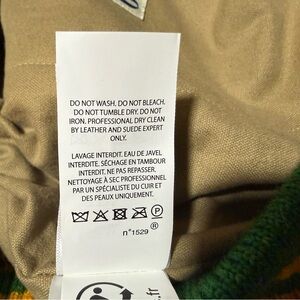 DO NOT WASH. DO NOT BLEACH.
DO NOT TUMBLE DRY. DO NOT
IRON. PROFESSIONAL DRY CLEAN
BY LEATHER AND SUEDE EXPERT
ONLY.
LAVAGE INTERDIT. EAU DE JAVEL
INTERDITE. SÉCHAGE EN TAMBOUR
INTERDIT. NE PAS REPASSER.
NETTOYAGE À SEC PROFESSIONNEL
PAR UN SPÉCIALISTE DU CUIR ET
DES PEAUX UNIQUEMENT.
P
n°1529 ®
.fr